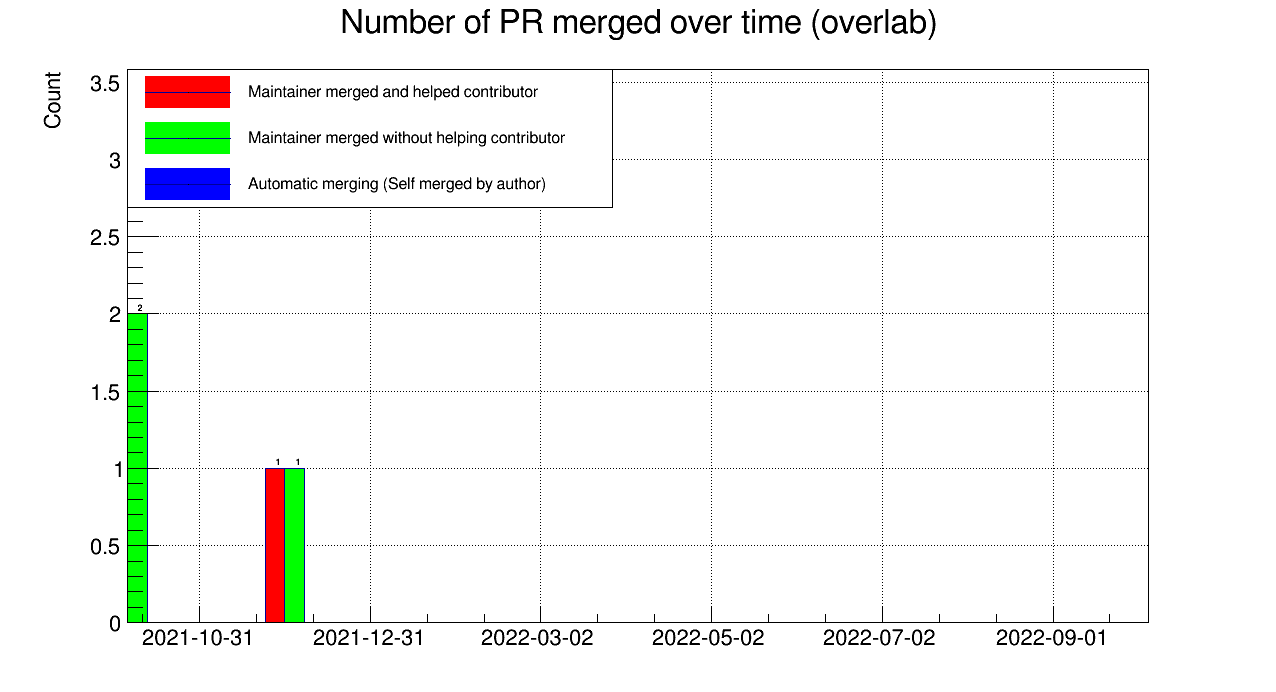 Number of PR merged over time (overlab)
Count
3.5
3
2.5
2
1.5
1
0.5
0
Maintainer merged and helped contributor
Maintainer merged without helping contributor
Automatic merging (Self merged by author)
2
1 1
2021-10-31 2021-12-31 2022-03-02 2022-05-02 2022-07-02 2022-09-01